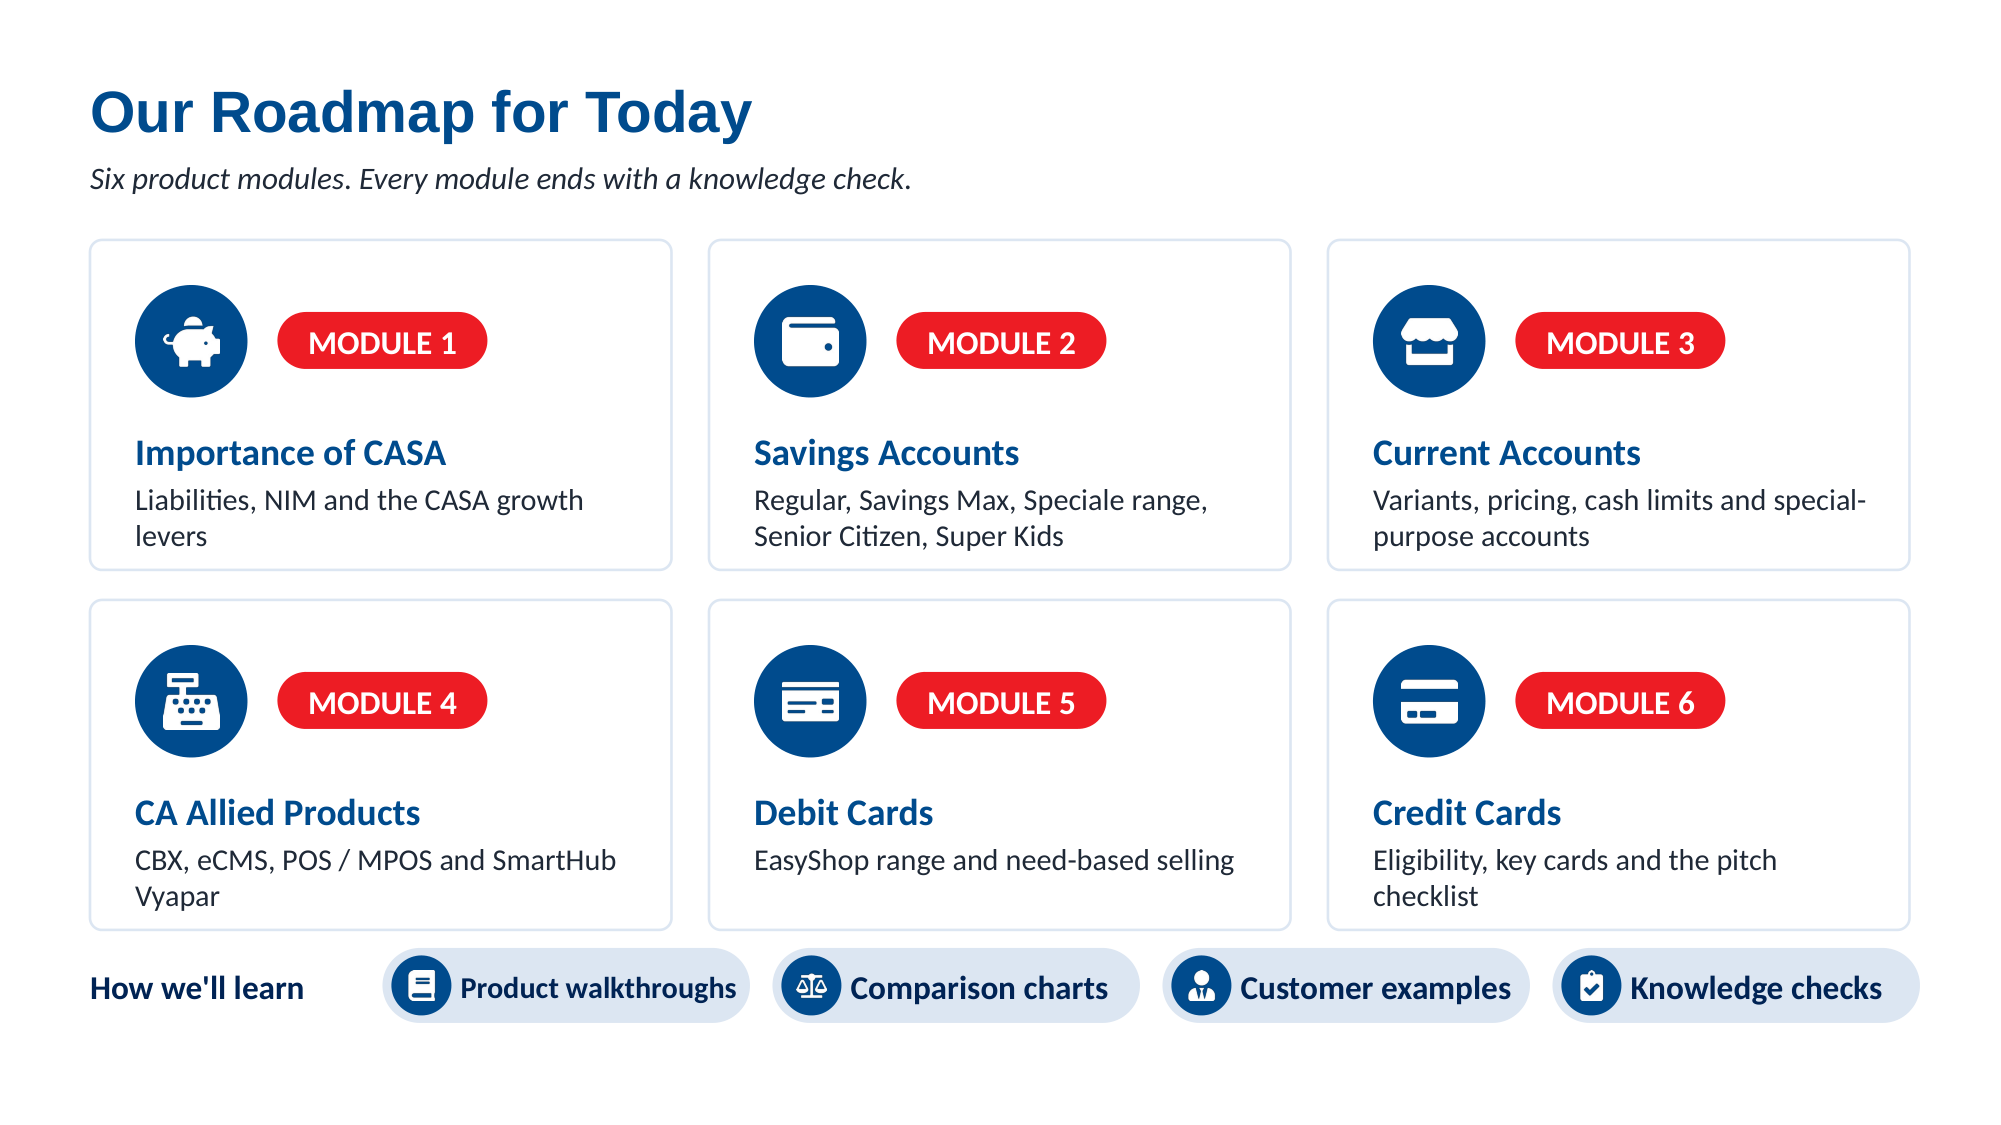 Our Roadmap for Today
Six product modules. Every module ends with a knowledge check.
MODULE 1
Importance of CASA
Liabilities, NIM and the CASA growth
levers
MODULE 2
Savings Accounts
Regular, Savings Max, Speciale range,
Senior Citizen, Super Kids
MODULE 3
Current Accounts
Variants, pricing, cash limits and special-
purpose accounts
MODULE 4
CA Allied Products
CBX, eCMS, POS / MPOS and SmartHub
Vyapar
MODULE 5
Debit Cards
EasyShop range and need-based selling
MODULE 6
Credit Cards
Eligibility, key cards and the pitch
checklist
How we'll learn
Product walkthroughs
Comparison charts
Customer examples
Knowledge checks